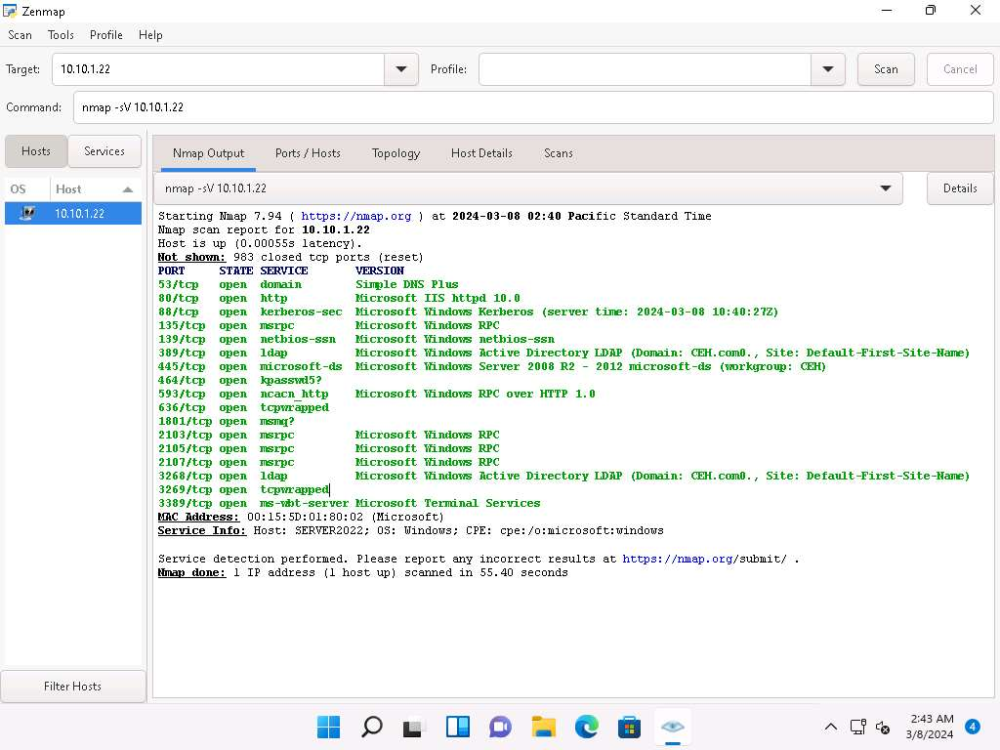 Zenmap
Scan Tools Profile Help
Target: 10.10.1.22 Profile: Scan Cancel
Command: nmap -sV 10.10.1.22
Hosts Services Nmap Output Ports / Hosts Topology Host Details Scans
OS Host nmap -sV 10.10.1.22 Details
10.10.1.22
Starting Nmap 7.94 ( https://nmap.org ) at 2024-03-08 02:40 Pacific Standard Time
Nmap scan report for 10.10.1.22
Host is up (0.00055s latency).
Not shown: 983 closed tcp ports (reset)
PORT STATE SERVICE VERSION
53/tcp open domain Simple DNS Plus
80/tcp open http Microsoft IIS httpd 10.0
88/tcp open kerberos-sec Microsoft Windows Kerberos (server time: 2024-03-08 10:40:27Z)
135/tcp open msrpc Microsoft Windows RPC
139/tcp open netbios-ssn Microsoft Windows netbios-ssn
389/tcp open ldap Microsoft Windows Active Directory LDAP (Domain: CEH.com0., Site: Default-First-Site-Name)
445/tcp open microsoft-ds Microsoft Windows Server 2008 R2 - 2012 microsoft-ds (workgroup: CEH)
464/tcp open kpasswd5?
593/tcp open ncacn_http Microsoft Windows RPC over HTTP 1.0
636/tcp open tcpwrapped
1801/tcp open msmq?
2103/tcp open msrpc Microsoft Windows RPC
2105/tcp open msrpc Microsoft Windows RPC
2107/tcp open msrpc Microsoft Windows RPC
3268/tcp open ldap Microsoft Windows Active Directory LDAP (Domain: CEH.com0., Site: Default-First-Site-Name)
3269/tcp open tcpwrapped
3389/tcp open ms-wbt-server Microsoft Terminal Services
MAC Address: 00:15:5D:01:80:02 (Microsoft)
Service Info: Host: SERVER2022; OS: Windows; CPE: cpe:/o:microsoft:windows
Service detection performed. Please report any incorrect results at https://nmap.org/submit/ .
Nmap done: 1 IP address (1 host up) scanned in 55.40 seconds
Filter Hosts
2:43 AM
3/8/2024
4